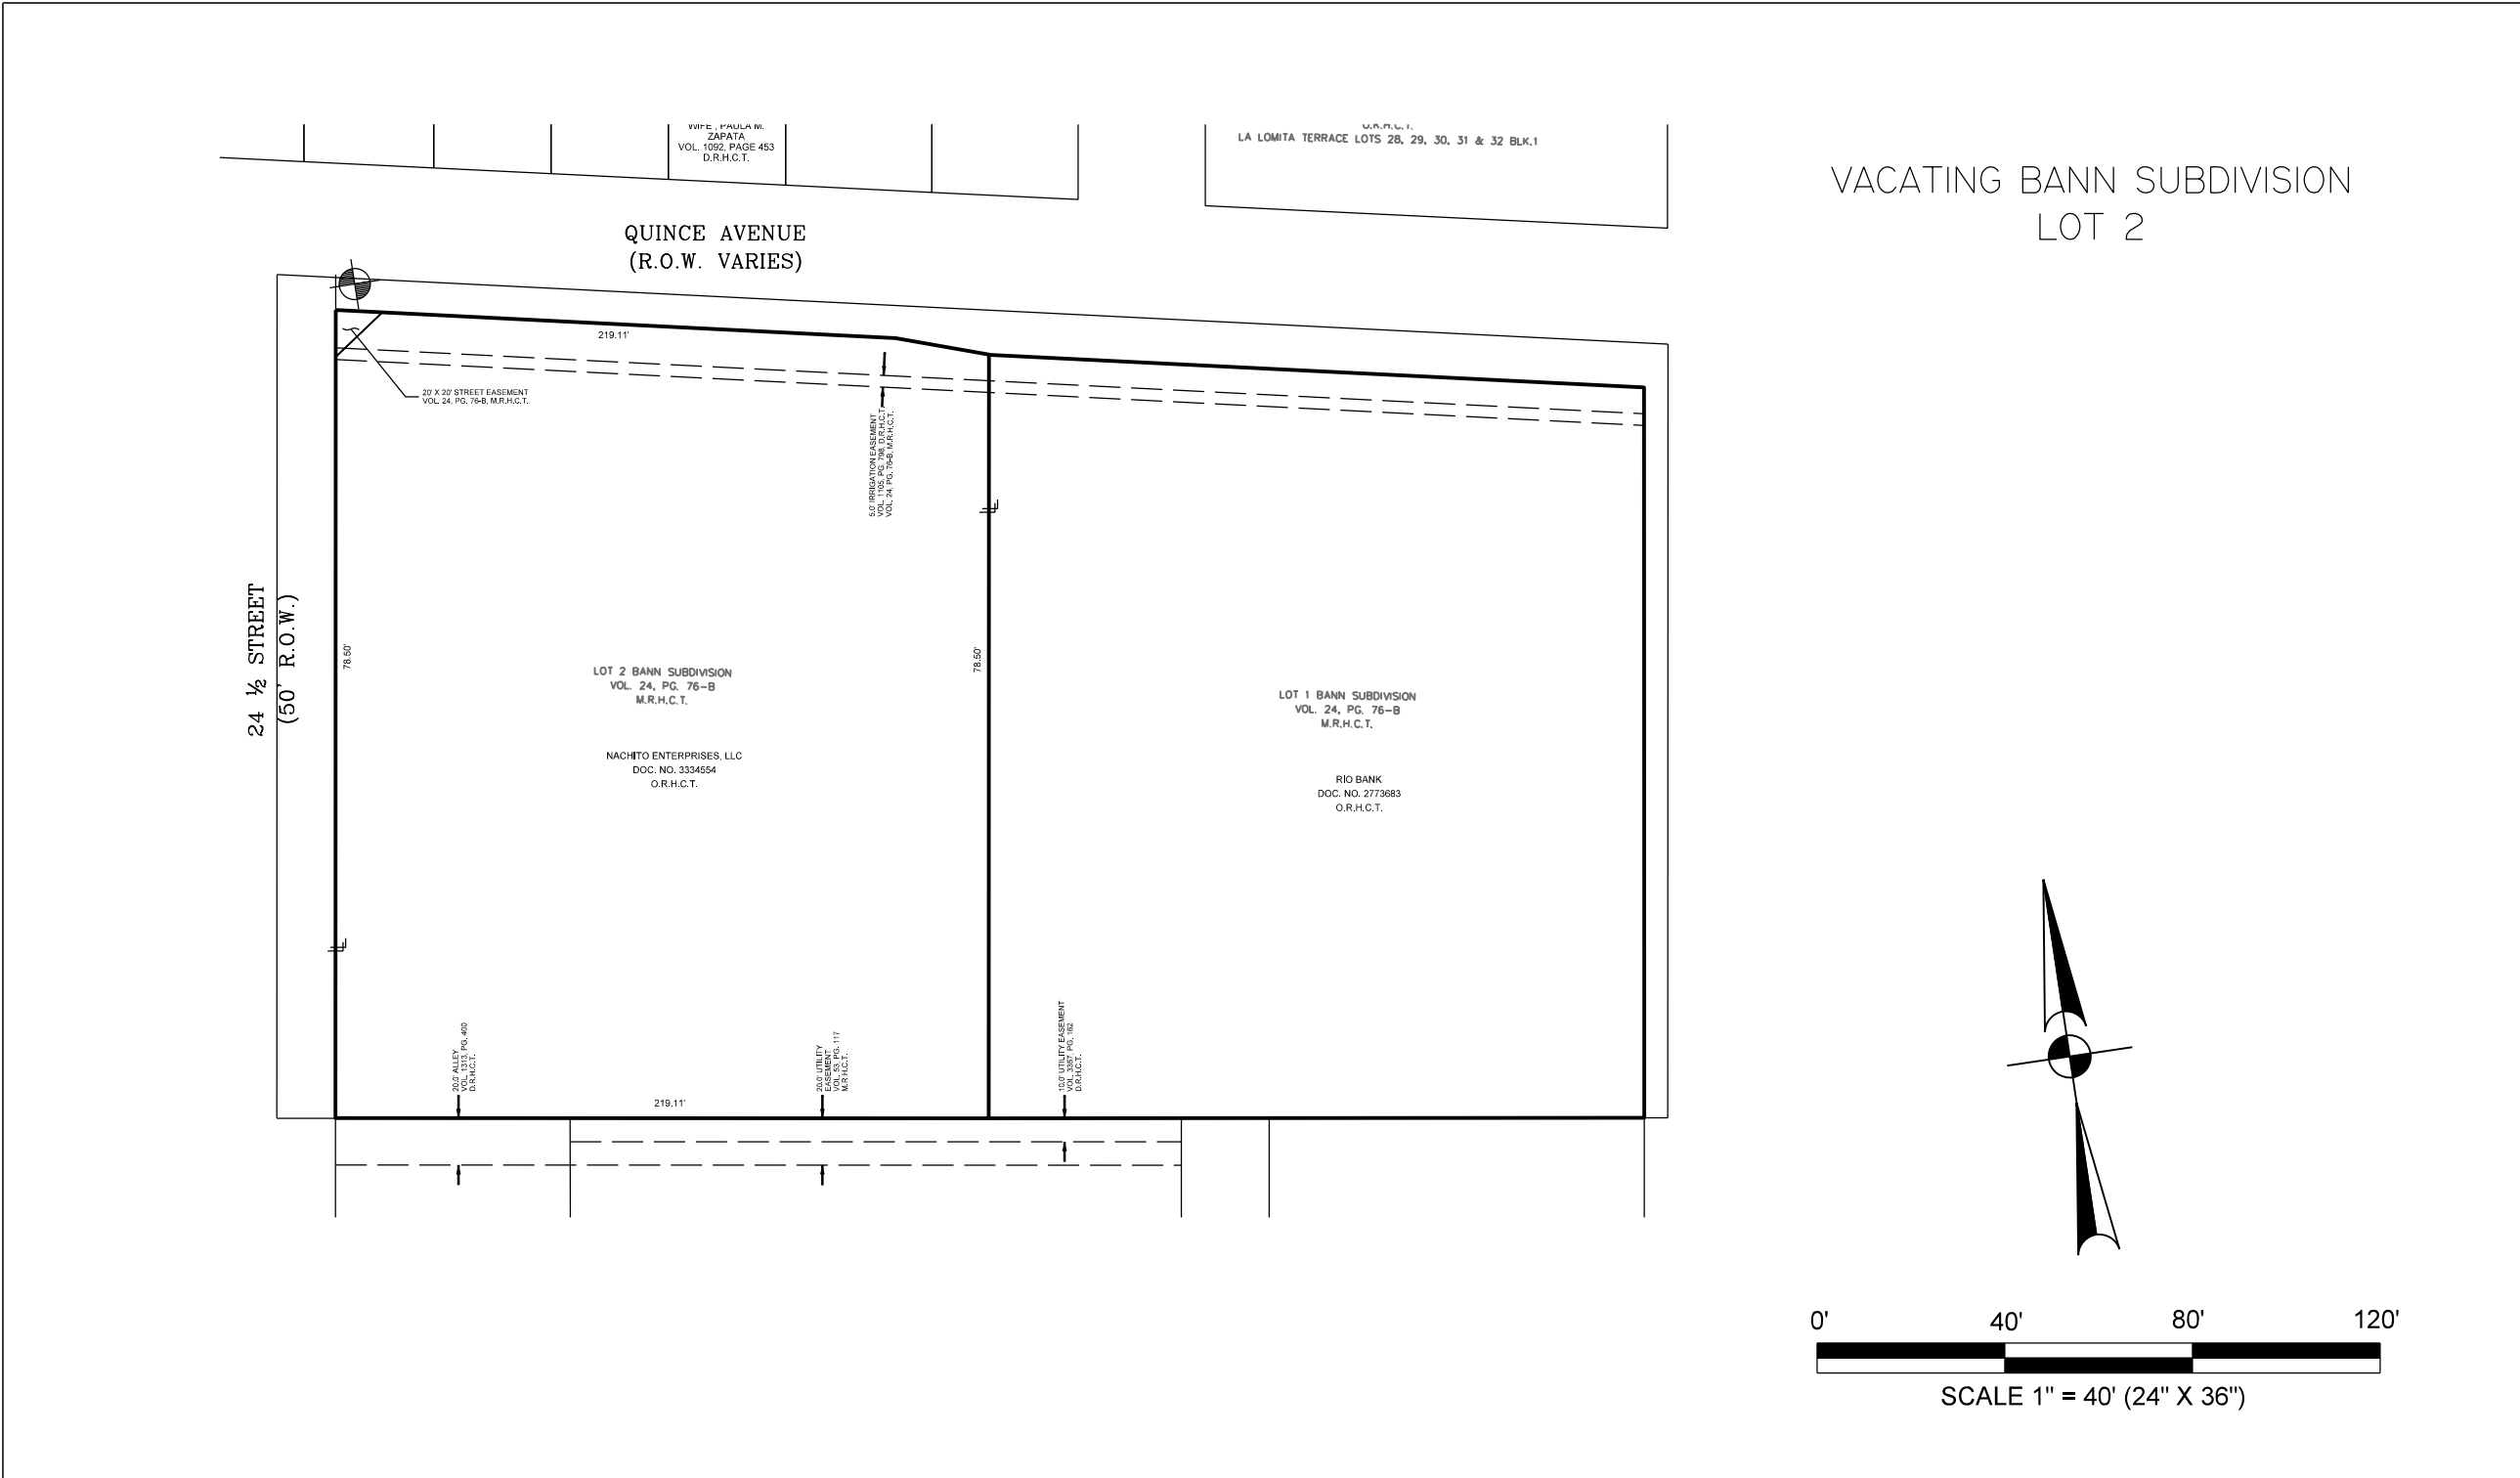 WIFE , PAULA M.
ZAPATA
VOL. 1092, PAGE 453
D.R.H.C.T.
O.R.H.C.T.
LA LOMITA TERRACE LOTS 28, 29, 30, 31 & 32 BLK.1
VACATING BANN SUBDIVISION
LOT 2
QUINCE AVENUE
(R.O.W. VARIES)
219.11'
20' X 20' STREET EASEMENT
VOL. 24, PG. 76-B, M.R.H.C.T.
5.0' IRRIGATION EASEMENT
VOL. 1105, PG. 798, D.R.H.C.T.
VOL. 24, PG. 76-B, M.R.H.C.T.
24 ½ STREET
(50' R.O.W.)
78.50'
78.50'
LOT 2 BANN SUBDIVISION
VOL. 24, PG. 76-B
M.R.H.C.T.
NACHITO ENTERPRISES, LLC
DOC. NO. 3334554
O.R.H.C.T.
LOT 1 BANN SUBDIVISION
VOL. 24, PG. 76-B
M.R.H.C.T.
RIO BANK
DOC. NO. 2773683
O.R.H.C.T.
20.0' ALLEY
VOL. 1313, PG. 400
D.R.H.C.T.
20.0' UTILITY
EASEMENT
VOL. 53, PG. 117
M.R.H.C.T.
10.0' UTILITY EASEMENT
VOL. 3357, PG. 162
D.R.H.C.T.
219.11'
0' 40' 80' 120'
SCALE 1" = 40' (24" X 36")